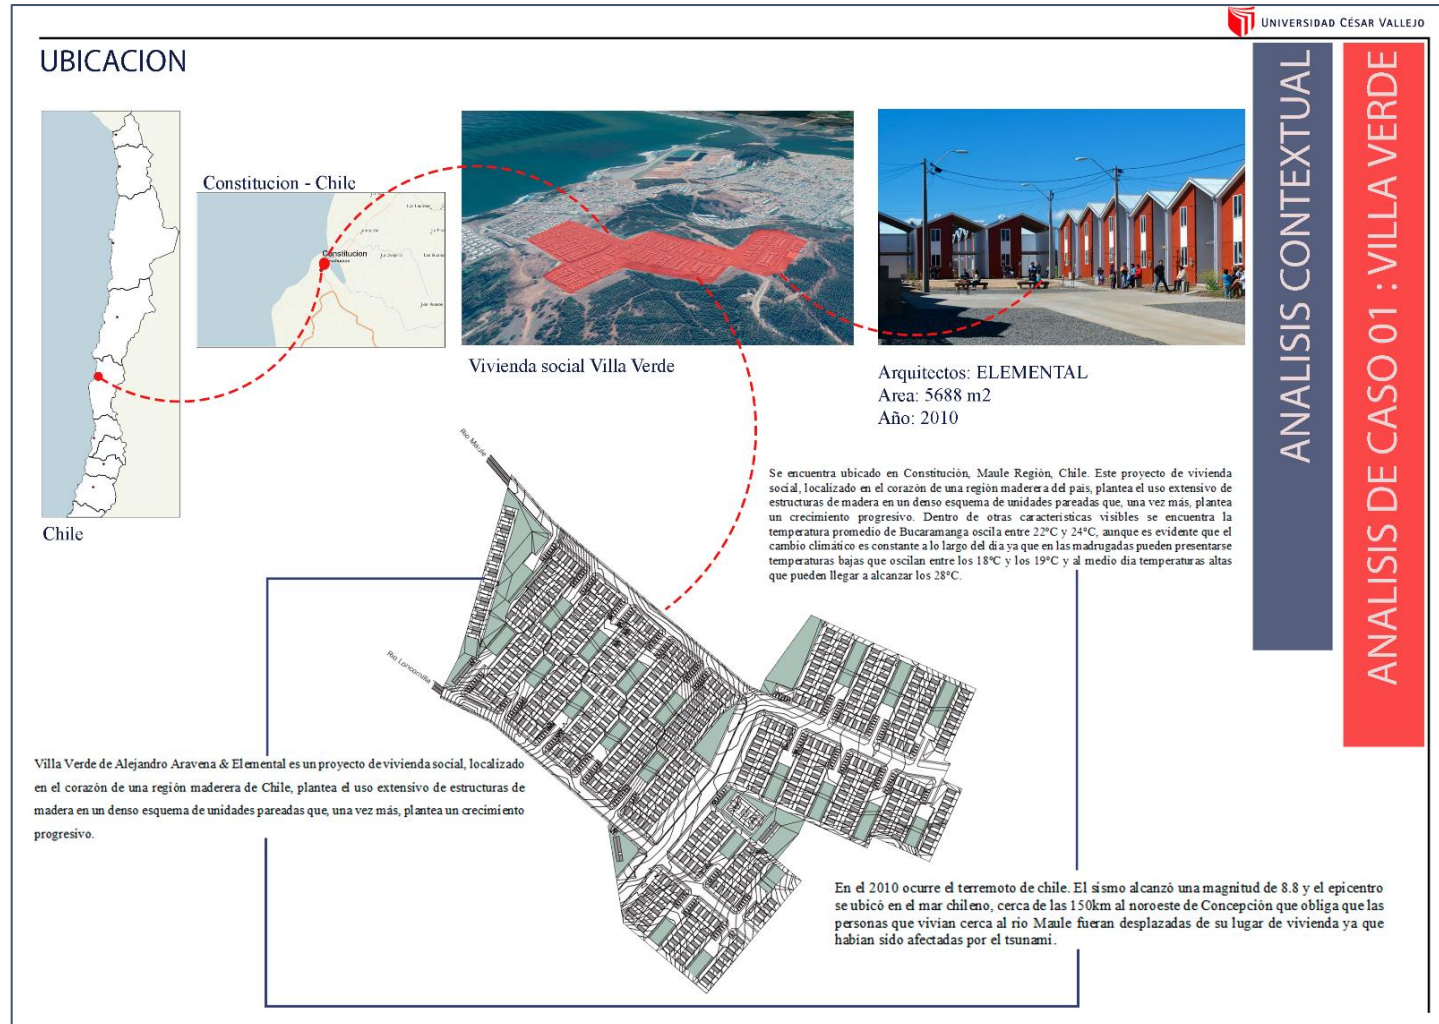 UNIVERSIDAD CÉSAR VALLEJO
UBICACION
Constitucion - Chile
Constitucion
Vivienda social Villa Verde
Arquitectos: ELEMENTAL
Area: 5688 m2
Año: 2010
Chile
Rio Maule
Rio Loncomilla
Se encuentra ubicado en Constitución, Maule Región, Chile. Este proyecto de vivienda
social, localizado en el corazón de una región maderera del país, plantea el uso extensivo de
estructuras de madera en un denso esquema de unidades pareadas que, una vez más, plantea
un crecimiento progresivo. Dentro de otras características visibles se encuentra la
temperatura promedio de Bucaramanga oscila entre 22°C y 24°C, aunque es evidente que el
cambio climático es constante a lo largo del día ya que en las madrugadas pueden presentarse
temperaturas bajas que oscilan entre los 18°C y los 19°C y al medio dia temperaturas altas
que pueden llegar a alcanzar los 28°C.
Villa Verde de Alejandro Aravena & Elemental es un proyecto de vivienda social, localizado
en el corazón de una región maderera de Chile, plantea el uso extensivo de estructuras de
madera en un denso esquema de unidades pareadas que, una vez más, plantea un crecimiento
progresivo.
En el 2010 ocurre el terremoto de chile. El sismo alcanzó una magnitud de 8.8 y el epicentro
se ubicó en el mar chileno, cerca de las 150km al noroeste de Concepción que obliga que las
personas que vivian cerca al río Maule fueran desplazadas de su lugar de vivienda ya que
habian sido afectadas por el tsunami.
ANALISIS CONTEXTUAL
ANALISIS DE CASO 01 : VILLA VERDE